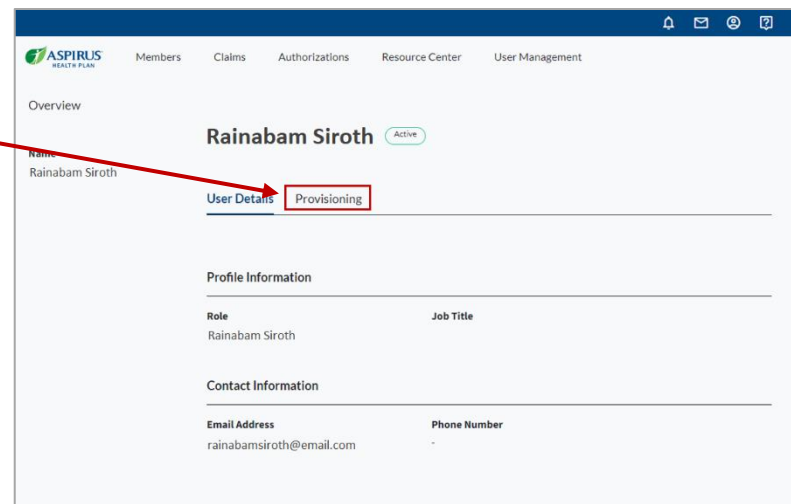 ASPIRUS
HEALTH PLAN
Members Claims Authorizations Resource Center User Management
Overview
Rainabam Siroth Active
Name
Rainabam Siroth
User Details Provisioning
Profile Information
Role Job Title
Rainabam Siroth
Contact Information
Email Address Phone Number
rainabamsiroth@email.com -